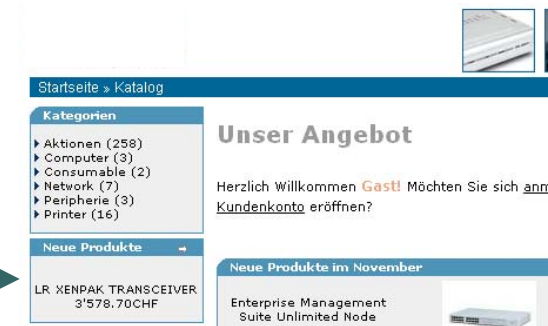 Startseite » Katalog
Kategorien
Aktionen (258)
Computer (3)
Consumable (2)
Network (7)
Peripherie (3)
Printer (16)
Neue Produkte
LR XENPAK TRANSCEIVER
3'578.70CHF
Unser Angebot
Herzlich Willkommen Gast! Möchten Sie sich
Kundenkonto eröffnen?
Neue Produkte im November
Enterprise Management
Suite Unlimited Node